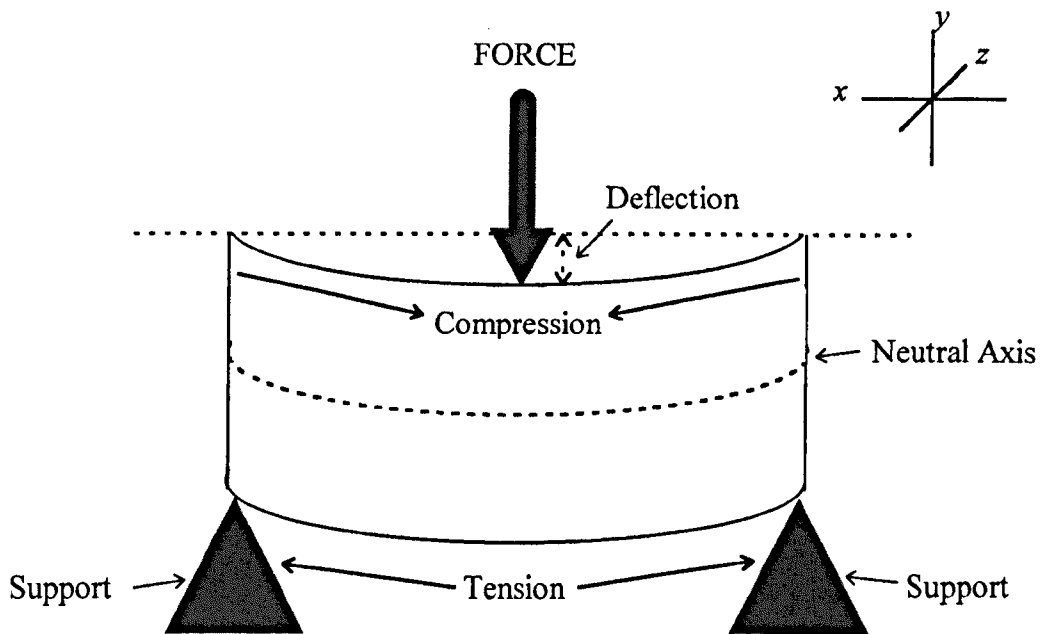 y
FORCE
z
x
Deflection
Compression
Neutral Axis
Support
Tension
Support